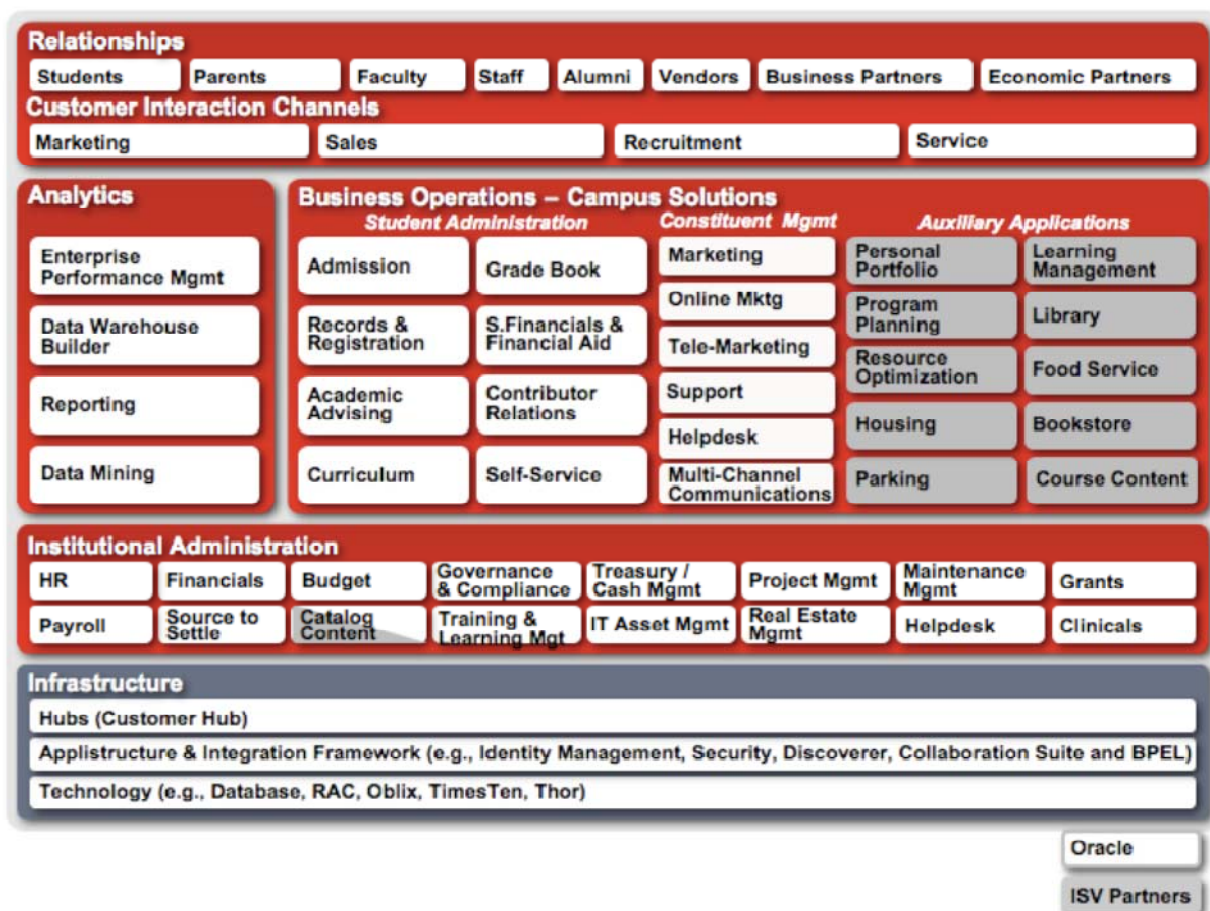 Relationships
Students Parents Faculty Staff Alumni Vendors Business Partners Economic Partners
Customer Interaction Channels
Marketing Sales Recruitment Service
Analytics
Enterprise
Performance Mgmt
Data Warehouse
Builder
Reporting
Data Mining
Business Operations – Campus Solutions
Student Administration
Admission
Grade Book
Records &
Registration
S.Financials &
Financial Aid
Academic
Advising
Contributor
Relations
Curriculum
Self-Service
Constituent Mgmt
Marketing
Online Mktg
Tele-Marketing
Support
Helpdesk
Multi-Channel
Communications
Auxiliary Applications
Personal
Portfolio
Learning
Management
Program
Planning
Library
Resource
Optimization
Food Service
Housing
Bookstore
Parking
Course Content
Institutional Administration
HR
Financials
Budget
Governance
& Compliance
Treasury /
Cash Mgmt
Project Mgmt
Maintenance
Mgmt
Grants
Payroll
Source to
Settle
Catalog
Content
Training &
Learning Mgt
IT Asset Mgmt
Real Estate
Mgmt
Helpdesk
Clinicals
Infrastructure
Hubs (Customer Hub)
Applistructure & Integration Framework (e.g., Identity Management, Security, Discoverer, Collaboration Suite and BPEL)
Technology (e.g., Database, RAC, Oblix, TimesTen, Thor)
Oracle
ISV Partners